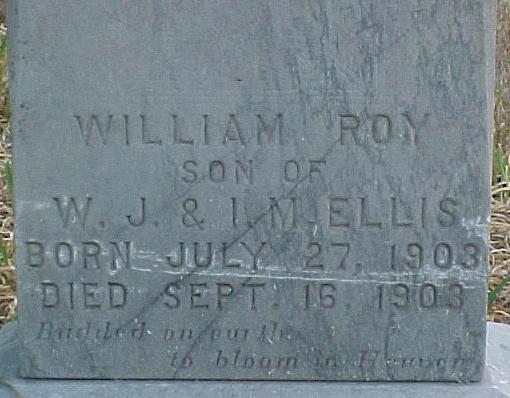 WILLIAM ROY
SON OF
W. J. & I. M. ELLIS
BORN JULY 27, 1903
DIED SEPT. 16. 1903
Budded on earth
to bloom in Heaven